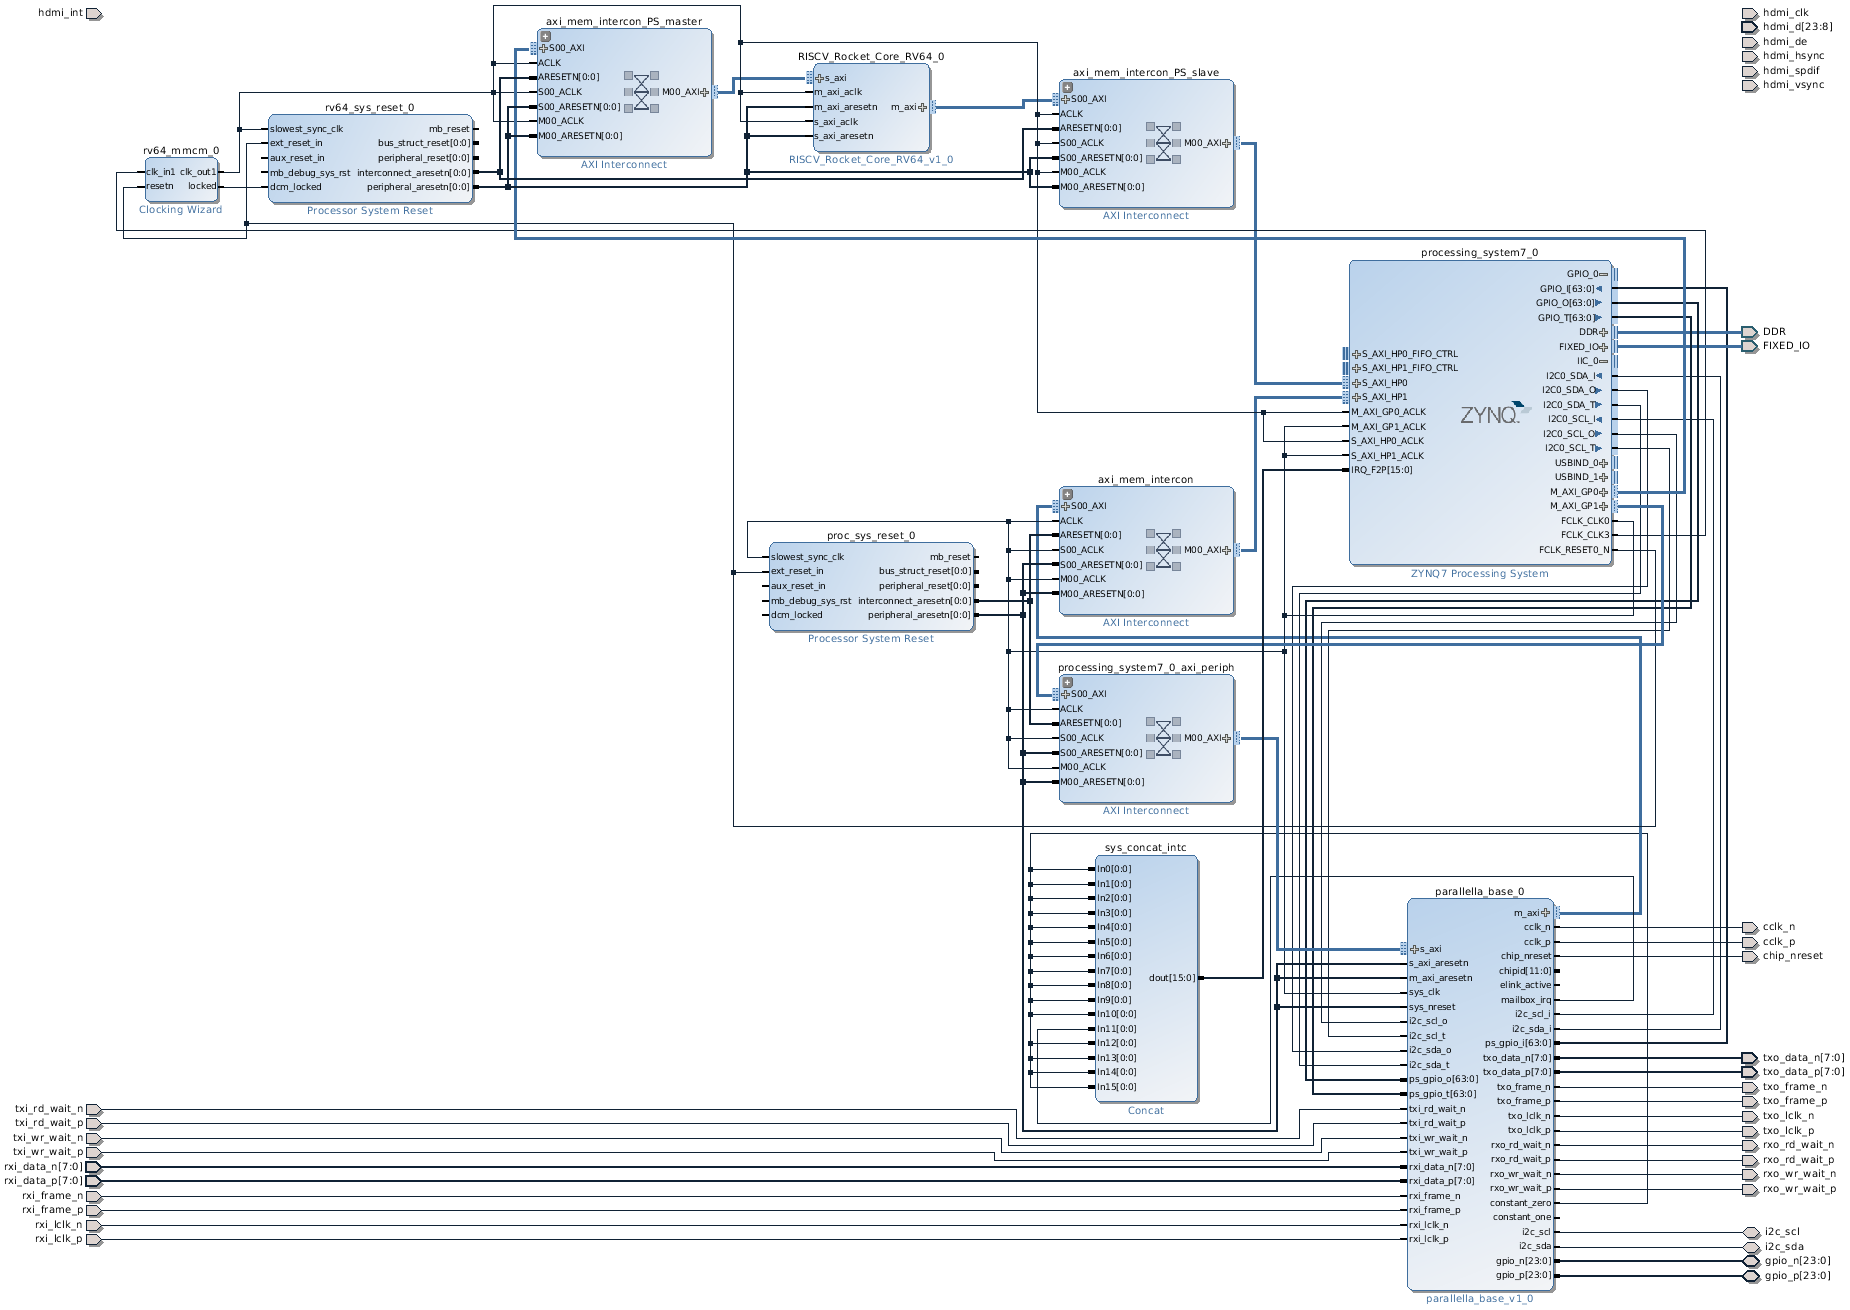 hdmi_int
hdmi_clk
hdmi_d[23:8]
hdmi_de
hdmi_hsync
hdmi_spdif
hdmi_vsync
axi_mem_intercon_PS_master
S00_AXI
ACLK
ARESETN[0:0]
S00_ACLK
S00_ARESETN[0:0]
M00_ACLK
M00_ARESETN[0:0]
M00_AXI
AXI Interconnect
RISCV_Rocket_Core_RV64_0
s_axi
m_axi_aclk
m_axi_aresetn
s_axi_aclk
s_axi_aresetn
m_axi
RISCV_Rocket_Core_RV64_v1_0
axi_mem_intercon_PS_slave
S00_AXI
ACLK
ARESETN[0:0]
S00_ACLK
S00_ARESETN[0:0]
M00_ACLK
M00_ARESETN[0:0]
M00_AXI
AXI Interconnect
rv64_sys_reset_0
slowest_sync_clk
ext_reset_in
aux_reset_in
mb_debug_sys_rst
dcm_locked
mb_reset
bus_struct_reset[0:0]
peripheral_reset[0:0]
interconnect_aresetn[0:0]
peripheral_aresetn[0:0]
Processor System Reset
rv64_mmcm_0
clk_in1 clk_out1
resetn locked
Clocking Wizard
processing_system7_0
S_AXI_HP0_FIFO_CTRL
S_AXI_HP1_FIFO_CTRL
S_AXI_HP0
S_AXI_HP1
M_AXI_GP0_ACLK
M_AXI_GP1_ACLK
S_AXI_HP0_ACLK
S_AXI_HP1_ACLK
IRQ_F2P[15:0]
ZYNQ
GPIO_0
GPIO_I[63:0]
GPIO_O[63:0]
GPIO_T[63:0]
DDR
FIXED_IO
IIC_0
I2C0_SDA_I
I2C0_SDA_O
I2C0_SDA_T
I2C0_SCL_I
I2C0_SCL_O
I2C0_SCL_T
USBIND_0
USBIND_1
M_AXI_GP0
M_AXI_GP1
FCLK_CLK0
FCLK_CLK3
FCLK_RESET0_N
ZYNQ7 Processing System
DDR
FIXED_IO
axi_mem_intercon
S00_AXI
ACLK
ARESETN[0:0]
S00_ACLK
S00_ARESETN[0:0]
M00_ACLK
M00_ARESETN[0:0]
M00_AXI
AXI Interconnect
proc_sys_reset_0
slowest_sync_clk
ext_reset_in
aux_reset_in
mb_debug_sys_rst
dcm_locked
mb_reset
bus_struct_reset[0:0]
peripheral_reset[0:0]
interconnect_aresetn[0:0]
peripheral_aresetn[0:0]
Processor System Reset
processing_system7_0_axi_periph
S00_AXI
ACLK
ARESETN[0:0]
S00_ACLK
S00_ARESETN[0:0]
M00_ACLK
M00_ARESETN[0:0]
M00_AXI
AXI Interconnect
sys_concat_intc
In0[0:0]
In1[0:0]
In2[0:0]
In3[0:0]
In4[0:0]
In5[0:0]
In6[0:0]
In7[0:0]
In8[0:0]
In9[0:0]
In10[0:0]
In11[0:0]
In12[0:0]
In13[0:0]
In14[0:0]
In15[0:0]
dout[15:0]
Concat
parallella_base_0
s_axi
s_axi_aresetn
m_axi_aresetn
sys_clk
sys_nreset
i2c_scl_o
i2c_scl_t
i2c_sda_o
i2c_sda_t
ps_gpio_o[63:0]
ps_gpio_t[63:0]
txi_rd_wait_n
txi_rd_wait_p
txi_wr_wait_n
txi_wr_wait_p
rxi_data_n[7:0]
rxi_data_p[7:0]
rxi_frame_n
rxi_frame_p
rxi_lclk_n
rxi_lclk_p
m_axi
cclk_n
cclk_p
chip_nreset
chipid[11:0]
elink_active
mailbox_irq
i2c_scl_i
i2c_sda_i
ps_gpio_i[63:0]
txo_data_n[7:0]
txo_data_p[7:0]
txo_frame_n
txo_frame_p
txo_lclk_n
txo_lclk_p
rxo_rd_wait_n
rxo_rd_wait_p
rxo_wr_wait_n
rxo_wr_wait_p
constant_zero
constant_one
i2c_scl
i2c_sda
gpio_n[23:0]
gpio_p[23:0]
parallella_base_v1_0
txi_rd_wait_n
txi_rd_wait_p
txi_wr_wait_n
txi_wr_wait_p
rxi_data_n[7:0]
rxi_data_p[7:0]
rxi_frame_n
rxi_frame_p
rxi_lclk_n
rxi_lclk_p
cclk_n
cclk_p
chip_nreset
txo_data_n[7:0]
txo_data_p[7:0]
txo_frame_n
txo_frame_p
txo_lclk_n
txo_lclk_p
rxo_rd_wait_n
rxo_rd_wait_p
rxo_wr_wait_n
rxo_wr_wait_p
i2c_scl
i2c_sda
gpio_n[23:0]
gpio_p[23:0]